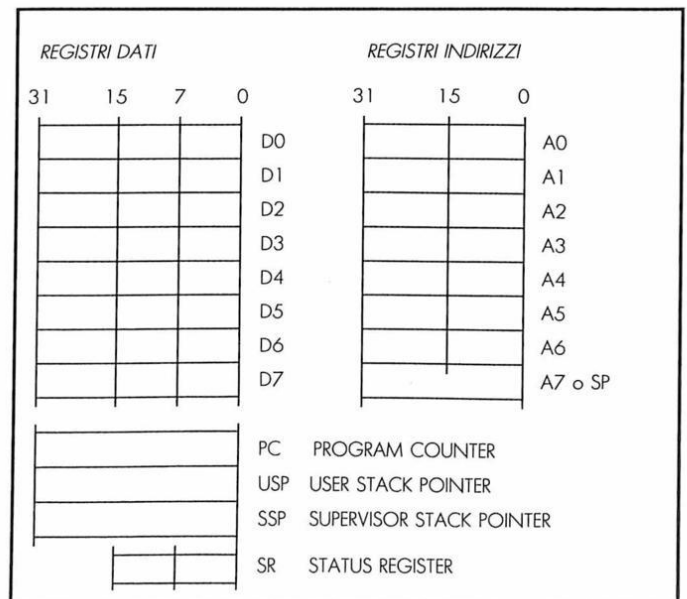 REGISTRI DATI
31 15 7 0
D0
D1
D2
D3
D4
D5
D6
D7
REGISTRI INDIRIZZI
31 15 0
A0
A1
A2
A3
A4
A5
A6
A7 o SP
PC PROGRAM COUNTER
USP USER STACK POINTER
SSP SUPERVISOR STACK POINTER
SR STATUS REGISTER